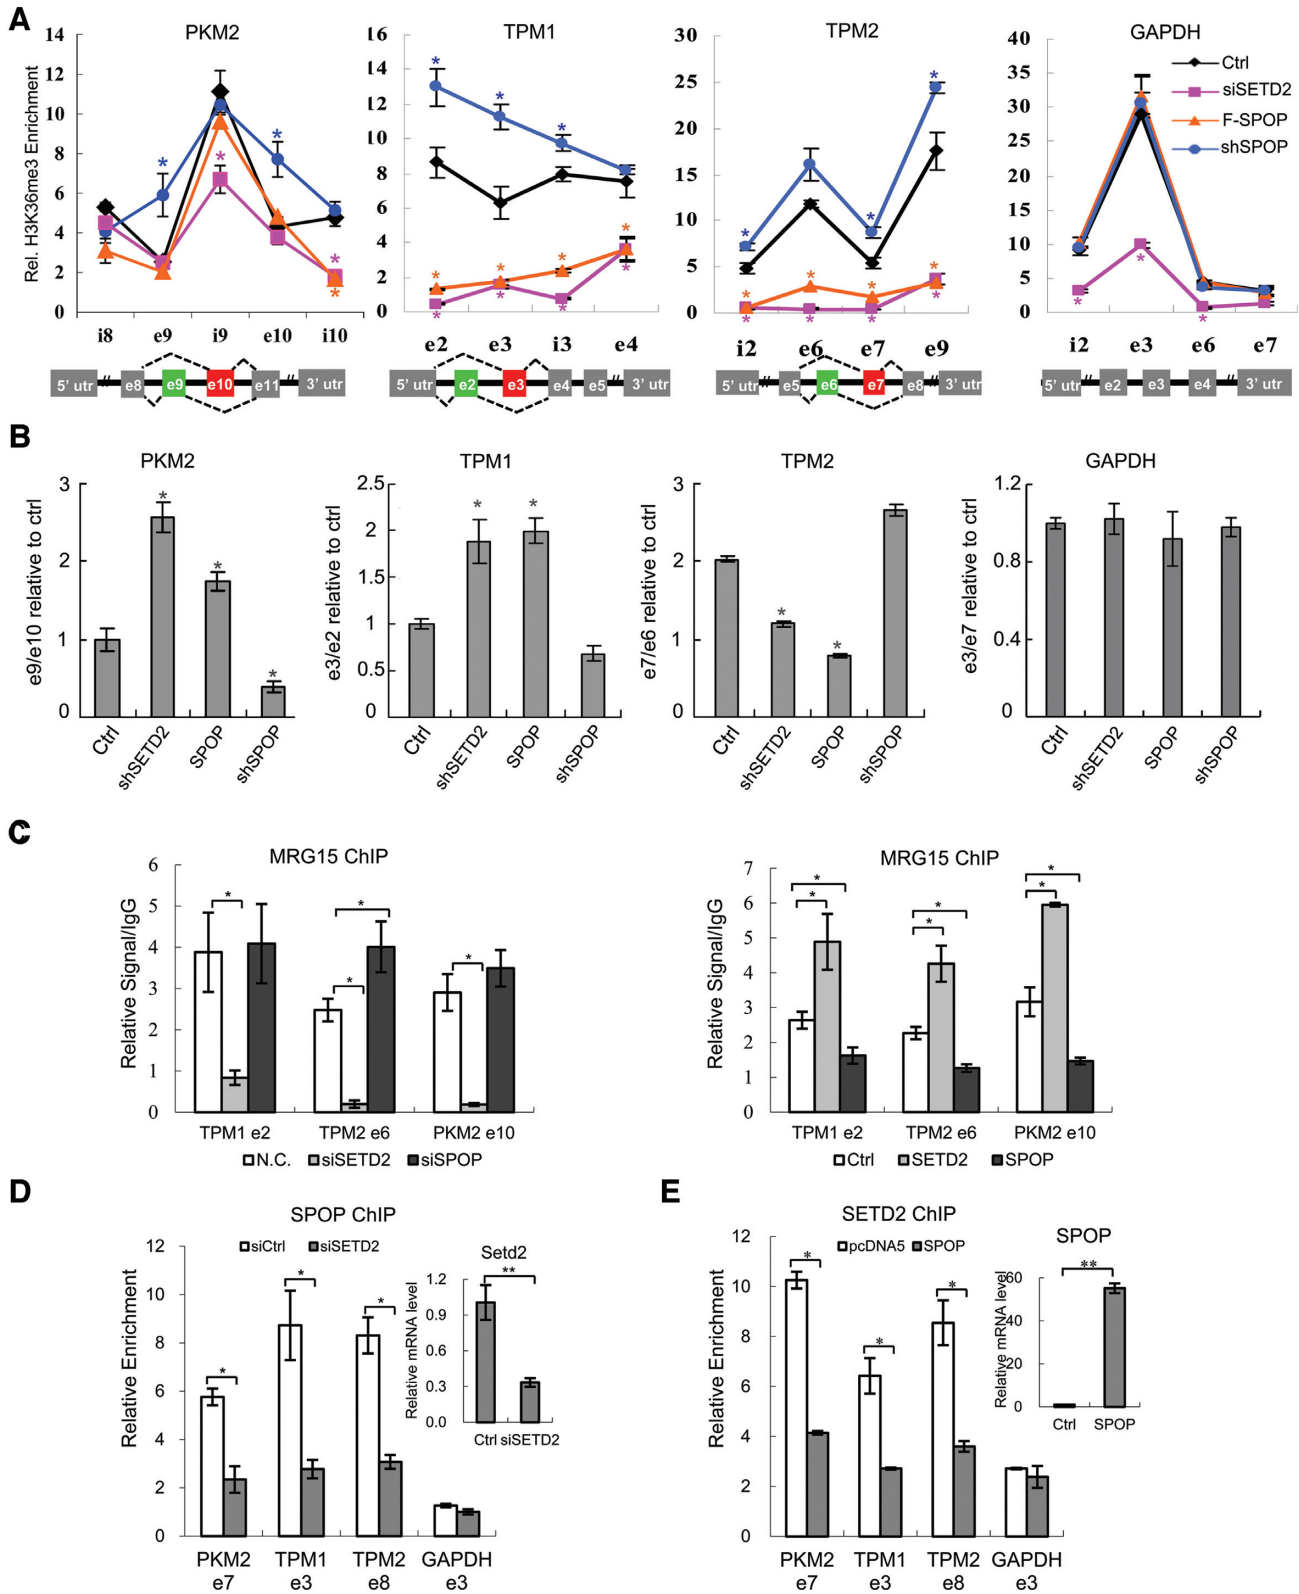 A
PKM2
TPM1
TPM2
GAPDH
Rel. H3K36me3 Enrichment
14
12
10
8
6
4
2
0
i8 e9 i9 e10 i10
16
14
12
10
8
6
4
2
0
e2 e3 i3 e4
30
25
20
15
10
5
0
i2 e6 e7 e9
40
35
30
25
20
15
10
5
0
i2 e3 e6 e7
Ctrl
siSETD2
F-SPOP
shSPOP
5' utr // e8 e9 e10 e11 // 3' utr
5' utr e2 e3 e4 e5 3' utr
5' utr // e5 e6 e7 e8 // 3' utr
5' utr e2 e3 e4 // 3' utr
B
PKM2
e9/e10 relative to ctrl
3
2
1
0
* * *
Ctrl shSETD2 SPOP shSPOP
TPM1
e3/e2 relative to ctrl
2.5
2
1.5
1
0.5
0
* *
Ctrl shSETD2 SPOP shSPOP
TPM2
e7/e6 relative to ctrl
3
2
1
0
* *
Ctrl shSETD2 SPOP shSPOP
GAPDH
e3/e7 relative to ctrl
1.2
0.8
0.4
0
Ctrl shSETD2 SPOP shSPOP
C
MRG15 ChIP
Relative Signal/IgG
6
5
4
3
2
1
0
* * * *
TPM1 e2 TPM2 e6 PKM2 e10
N.C. siSETD2 siSPOP
MRG15 ChIP
Relative Signal/IgG
7
6
5
4
3
2
1
0
* * * * * *
TPM1 e2 TPM2 e6 PKM2 e10
Ctrl SETD2 SPOP
D
SPOP ChIP
siCtrl siSETD2
Relative Enrichment
12
10
8
6
4
2
0
* * *
PKM2 TPM1 TPM2 GAPDH
e7 e3 e8 e3
Setd2
Relative mRNA level
1.2
0.9
0.6
0.3
0.0
**
Ctrl siSETD2
E
SETD2 ChIP
pcDNA5 SPOP
Relative Enrichment
12
10
8
6
4
2
0
* * *
PKM2 TPM1 TPM2 GAPDH
e7 e3 e8 e3
SPOP
Relative mRNA level
60
40
20
0
**
Ctrl SPOP